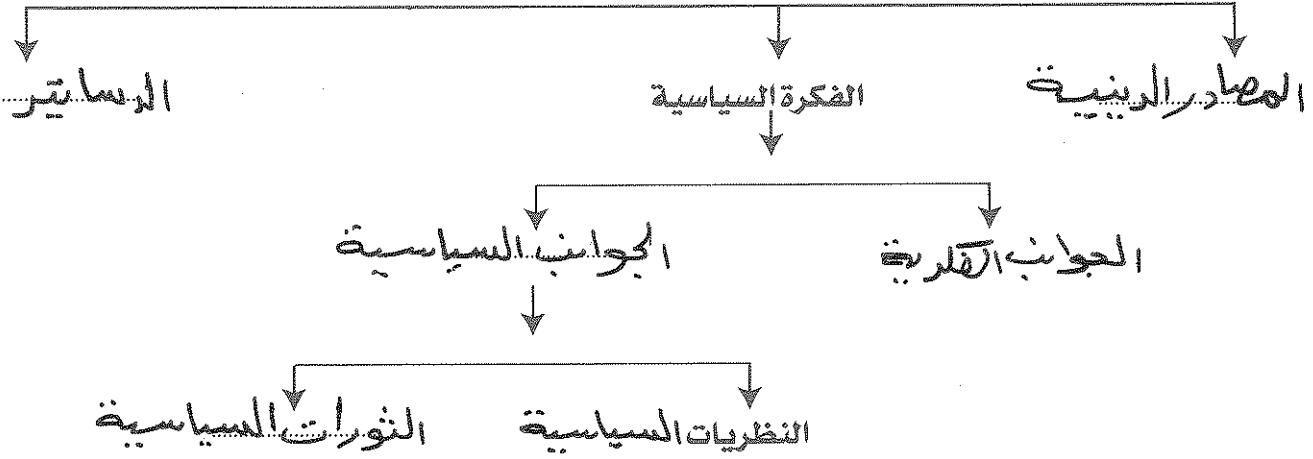 المصادر الدينية الفكرة السياسية الدساتير
الجوانب الفكرية الجوانب السياسية
النظريات السياسية الثورات السياسية